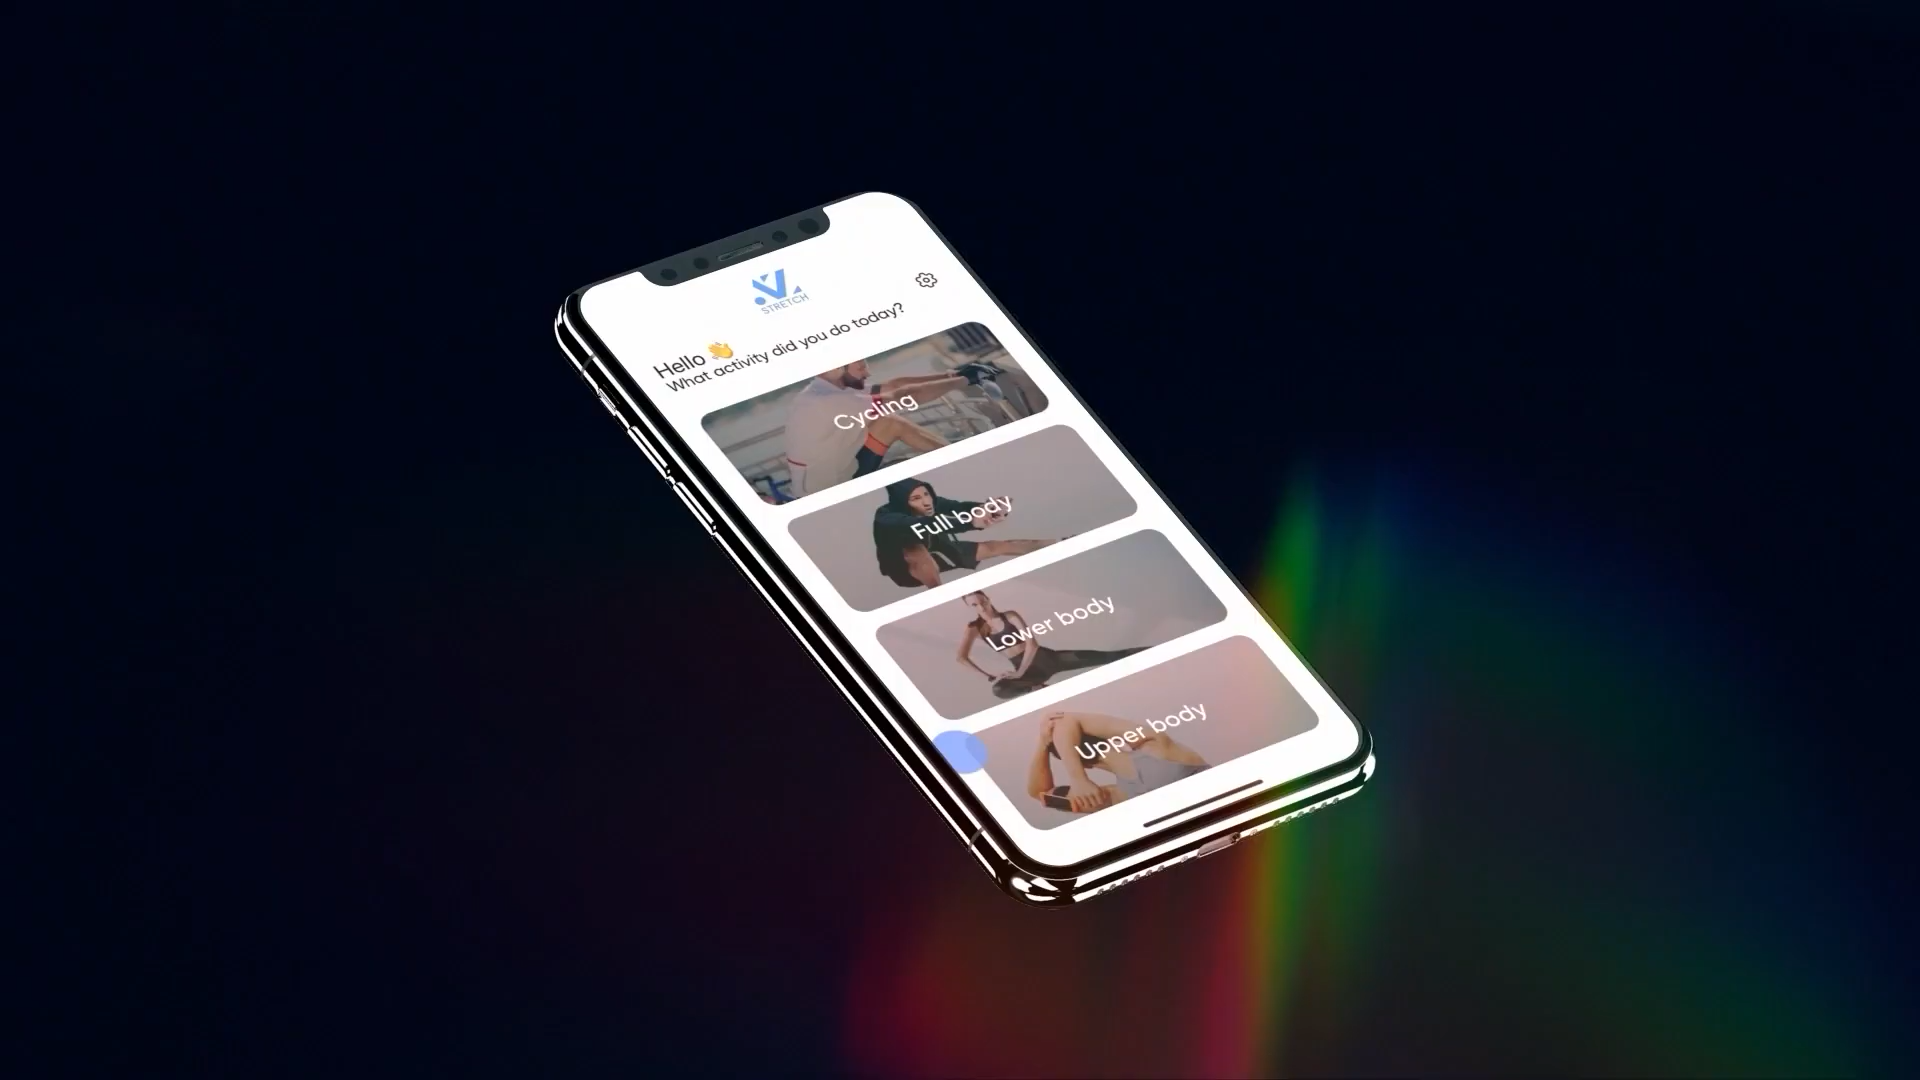 STRETCH
Hello 👋
What activity did you do today?
Cycling
Full body
Lower body
Upper body